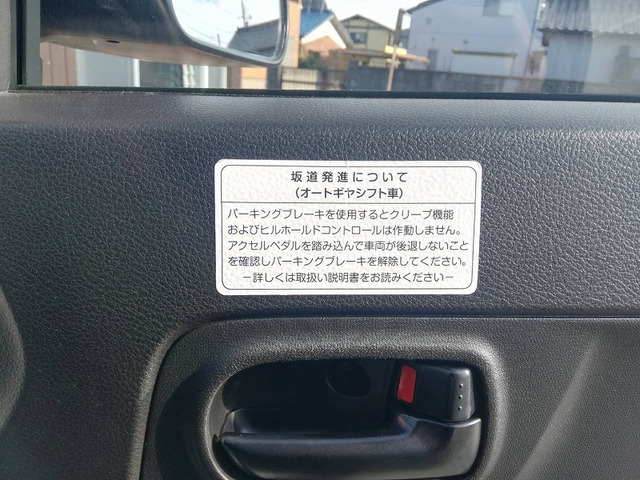 坂道発進について
(オートギヤシフト車)
パーキングブレーキを使用するとクリープ機能
およびヒルホールドコントロールは作動しません。
アクセルペダルを踏み込んで車両が後退しないこと
を確認しパーキングブレーキを解除してください。
－詳しくは取扱い説明書をお読みください－